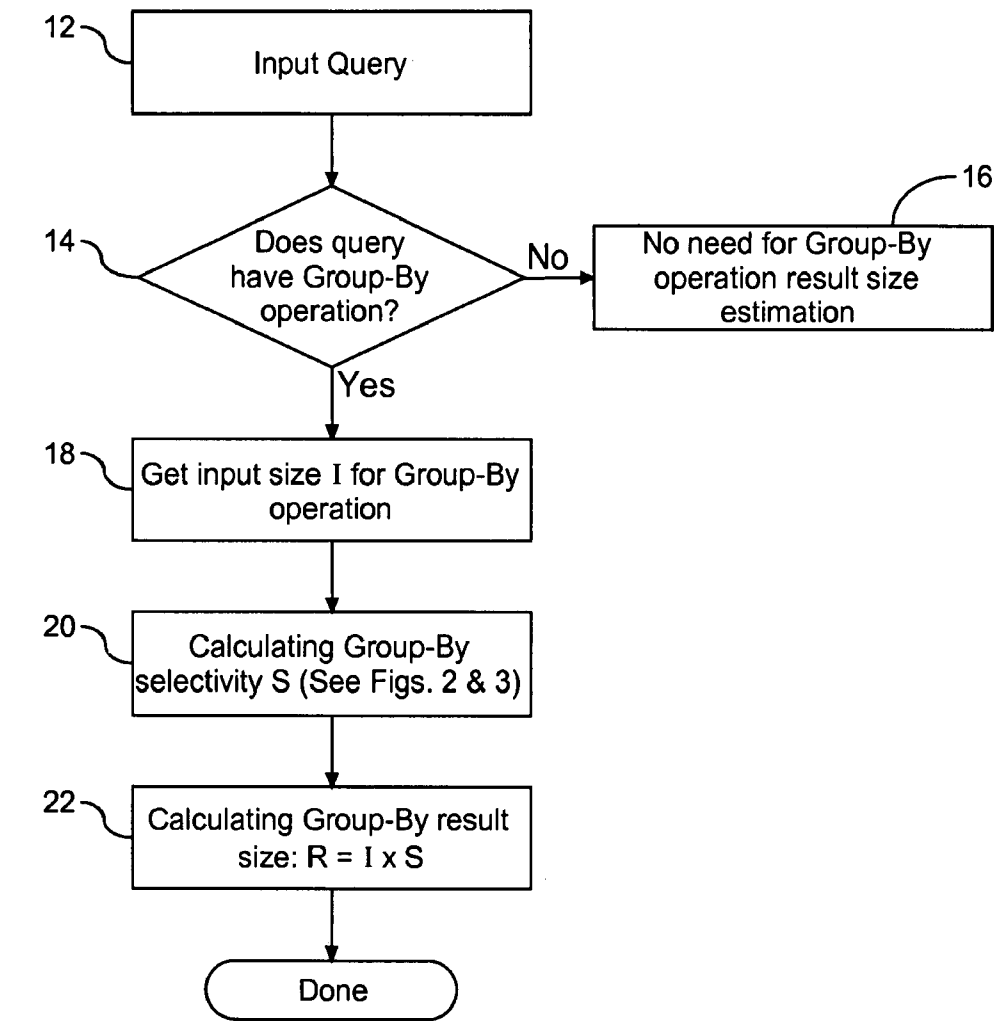 12
Input Query
16
14
Does query
have Group-By
operation?
No
No need for Group-By
operation result size
estimation
Yes
18
Get input size I for Group-By
operation
20
Calculating Group-By
selectivity S (See Figs. 2 & 3)
22
Calculating Group-By result
size: R = I x S
Done